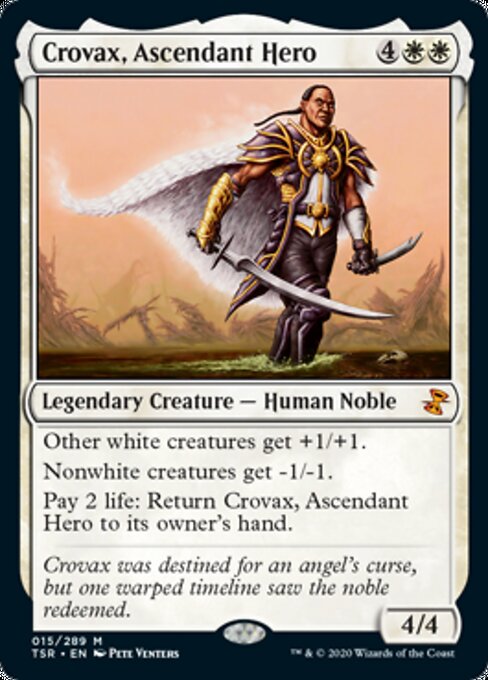 Crovax, Ascendant Hero 4
Legendary Creature — Human Noble
Other white creatures get +1/+1.
Nonwhite creatures get -1/-1.
Pay 2 life: Return Crovax, Ascendant
Hero to its owner's hand.
Crovax was destined for an angel's curse,
but one warped timeline saw the noble
redeemed.
4/4
015/289 M
TSR • EN Pete Venters
™ & © 2020 Wizards of the Coast